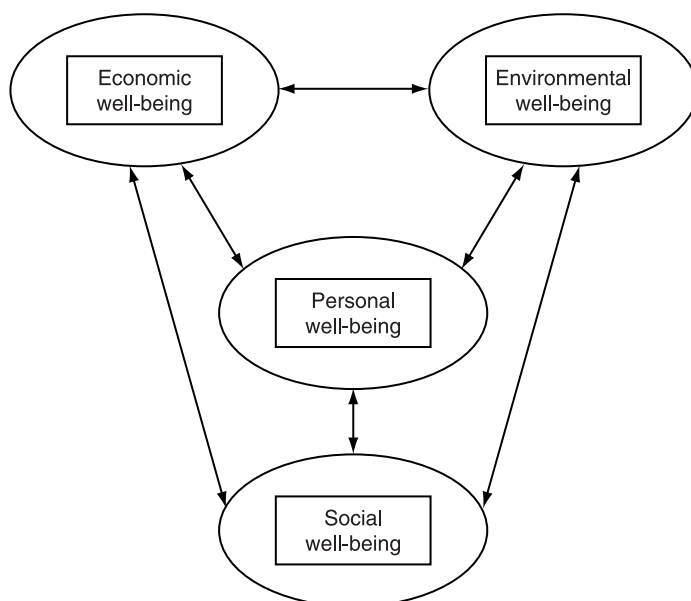 Economic
well-being
Environmental
well-being
Personal
well-being
Social
well-being